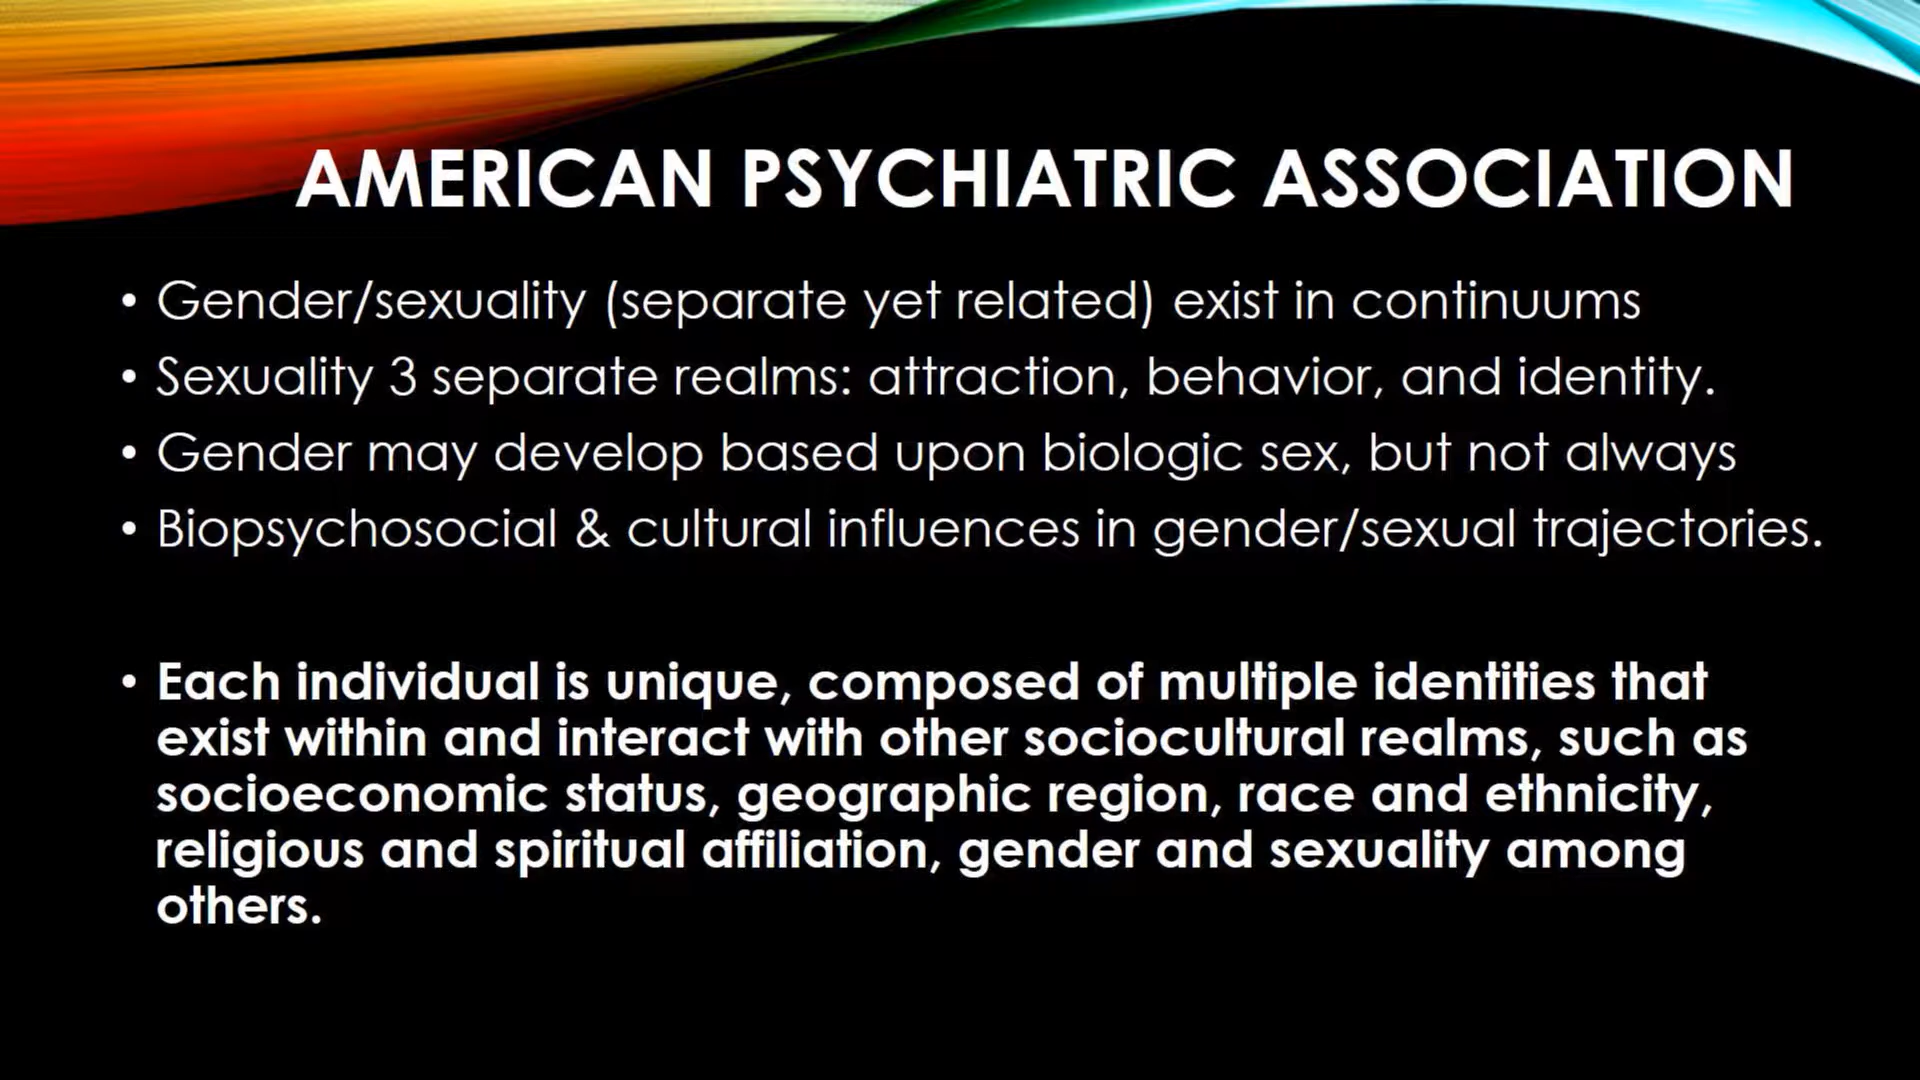 AMERICAN PSYCHIATRIC ASSOCIATION
• Gender/sexuality (separate yet related) exist in continuums
• Sexuality 3 separate realms: attraction, behavior, and identity.
• Gender may develop based upon biologic sex, but not always
• Biopsychosocial & cultural influences in gender/sexual trajectories.
• Each individual is unique, composed of multiple identities that
exist within and interact with other sociocultural realms, such as
socioeconomic status, geographic region, race and ethnicity,
religious and spiritual affiliation, gender and sexuality among
others.